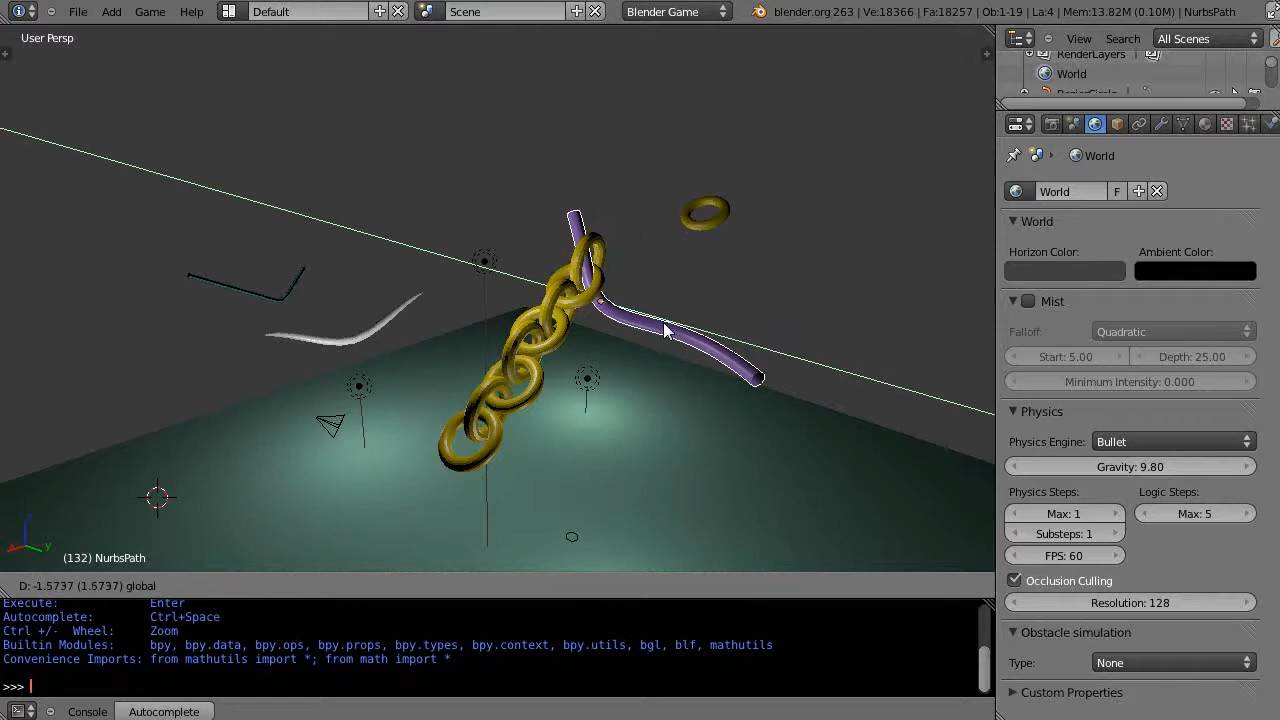 File Add Game Window Help Default Scene Blender Game blender.org 263 | Ve:18366 | Fa:18257 | Ob:1-19 | La:4 | Mem:13.82M (0.10M) | NurbsPath
User Persp
View Search All Scenes
RenderLayers
World
BezierCircle
World
World F
World
Horizon Color: Ambient Color:
Mist
Falloff: Quadratic
Start: 5.00 Depth: 25.00
Minimum Intensity: 0.000
Physics
Physics Engine: Bullet
Gravity: 9.80
Physics Steps: Logic Steps:
Max: 1 Max: 5
Substeps: 1
FPS: 60
Occlusion Culling
Resolution: 128
Obstacle simulation
Type: None
Custom Properties
z
x y
(132) NurbsPath
D: -1.5737 (1.5737) global
Execute: Enter
Autocomplete: Ctrl+Space
Ctrl +/- Wheel: Zoom
Builtin Modules: bpy, bpy.data, bpy.ops, bpy.props, bpy.types, bpy.context, bpy.utils, bgl, blf, mathutils
Convenience Imports: from mathutils import *; from math import *
>>>
Console Autocomplete